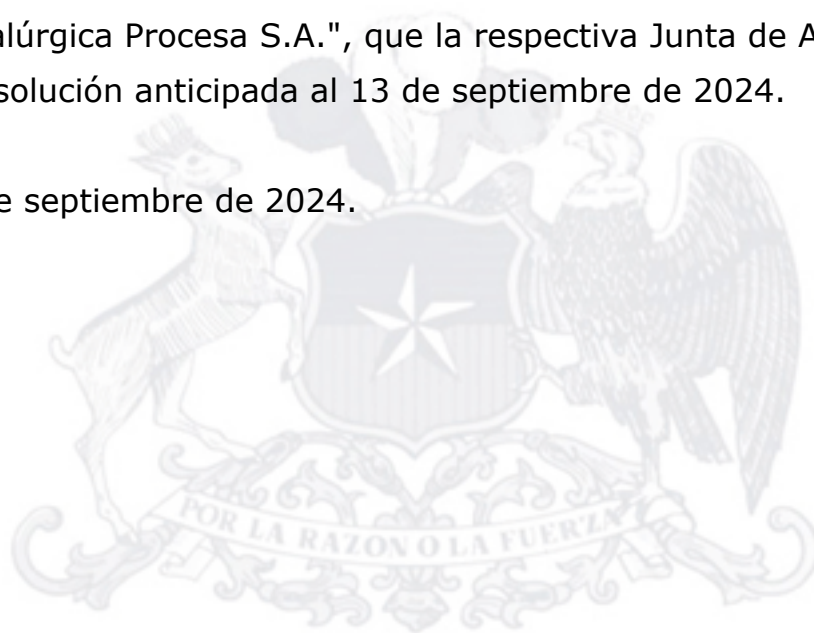 alúrgica Procesa S.A.", que la respectiva Junta de A
solución anticipada al 13 de septiembre de 2024.
e septiembre de 2024.
POR LA RAZON O LA FUERZA